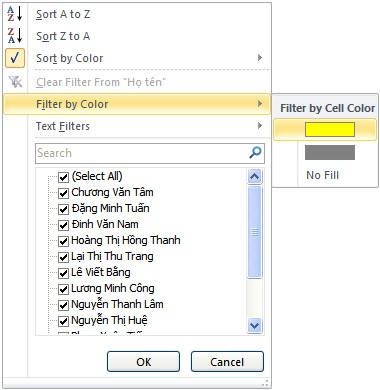 Sort A to Z
Sort Z to A
Sort by Color
Clear Filter From "Họ tên"
Filter by Color
Text Filters
Search
(Select All)
Chương Văn Tâm
Đặng Minh Tuấn
Đinh Văn Nam
Hoàng Thị Hồng Thanh
Lại Thị Thu Trang
Lê Viết Bằng
Lương Minh Công
Nguyễn Thanh Lâm
Nguyễn Thị Huệ
OK
Cancel
Filter by Cell Color
No Fill